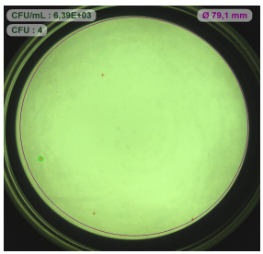 CFU/mL : 6.39E+03
Ø 79,1 mm
CFU : 4